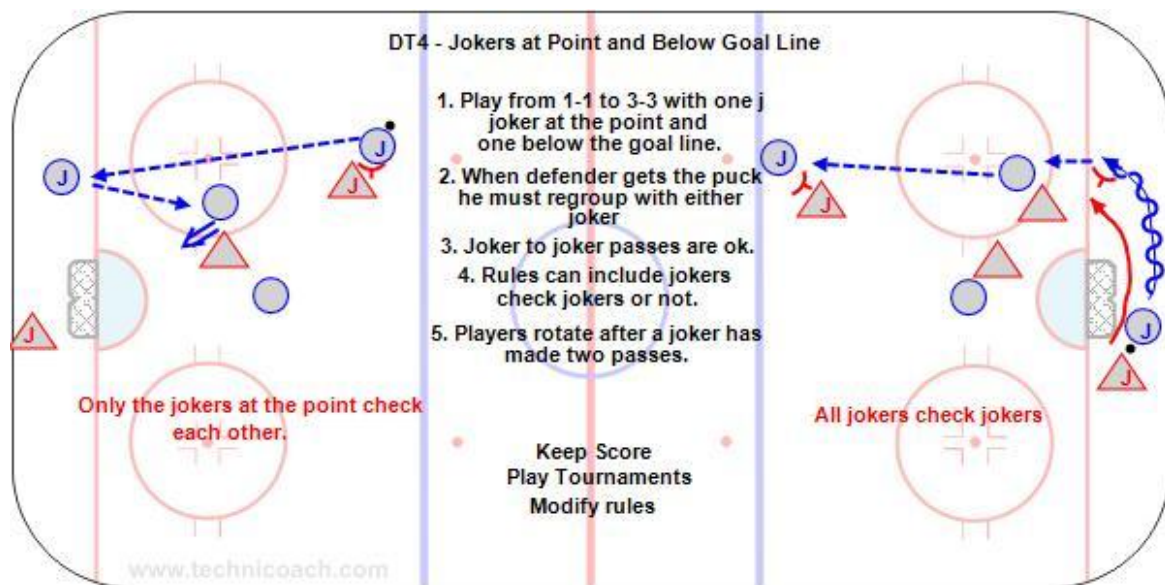 DT4 - Jokers at Point and Below Goal Line
1. Play from 1-1 to 3-3 with one j
joker at the point and
one below the goal line.
2. When defender gets the puck
he must regroup with either
joker
3. Joker to joker passes are ok.
4. Rules can include jokers
check jokers or not.
5. Players rotate after a joker has
made two passes.
Keep Score
Play Tournaments
Modify rules
J
J
J
J
Only the jokers at the point check
each other.
J
J
J
J
All jokers check jokers
www.technicoach.com